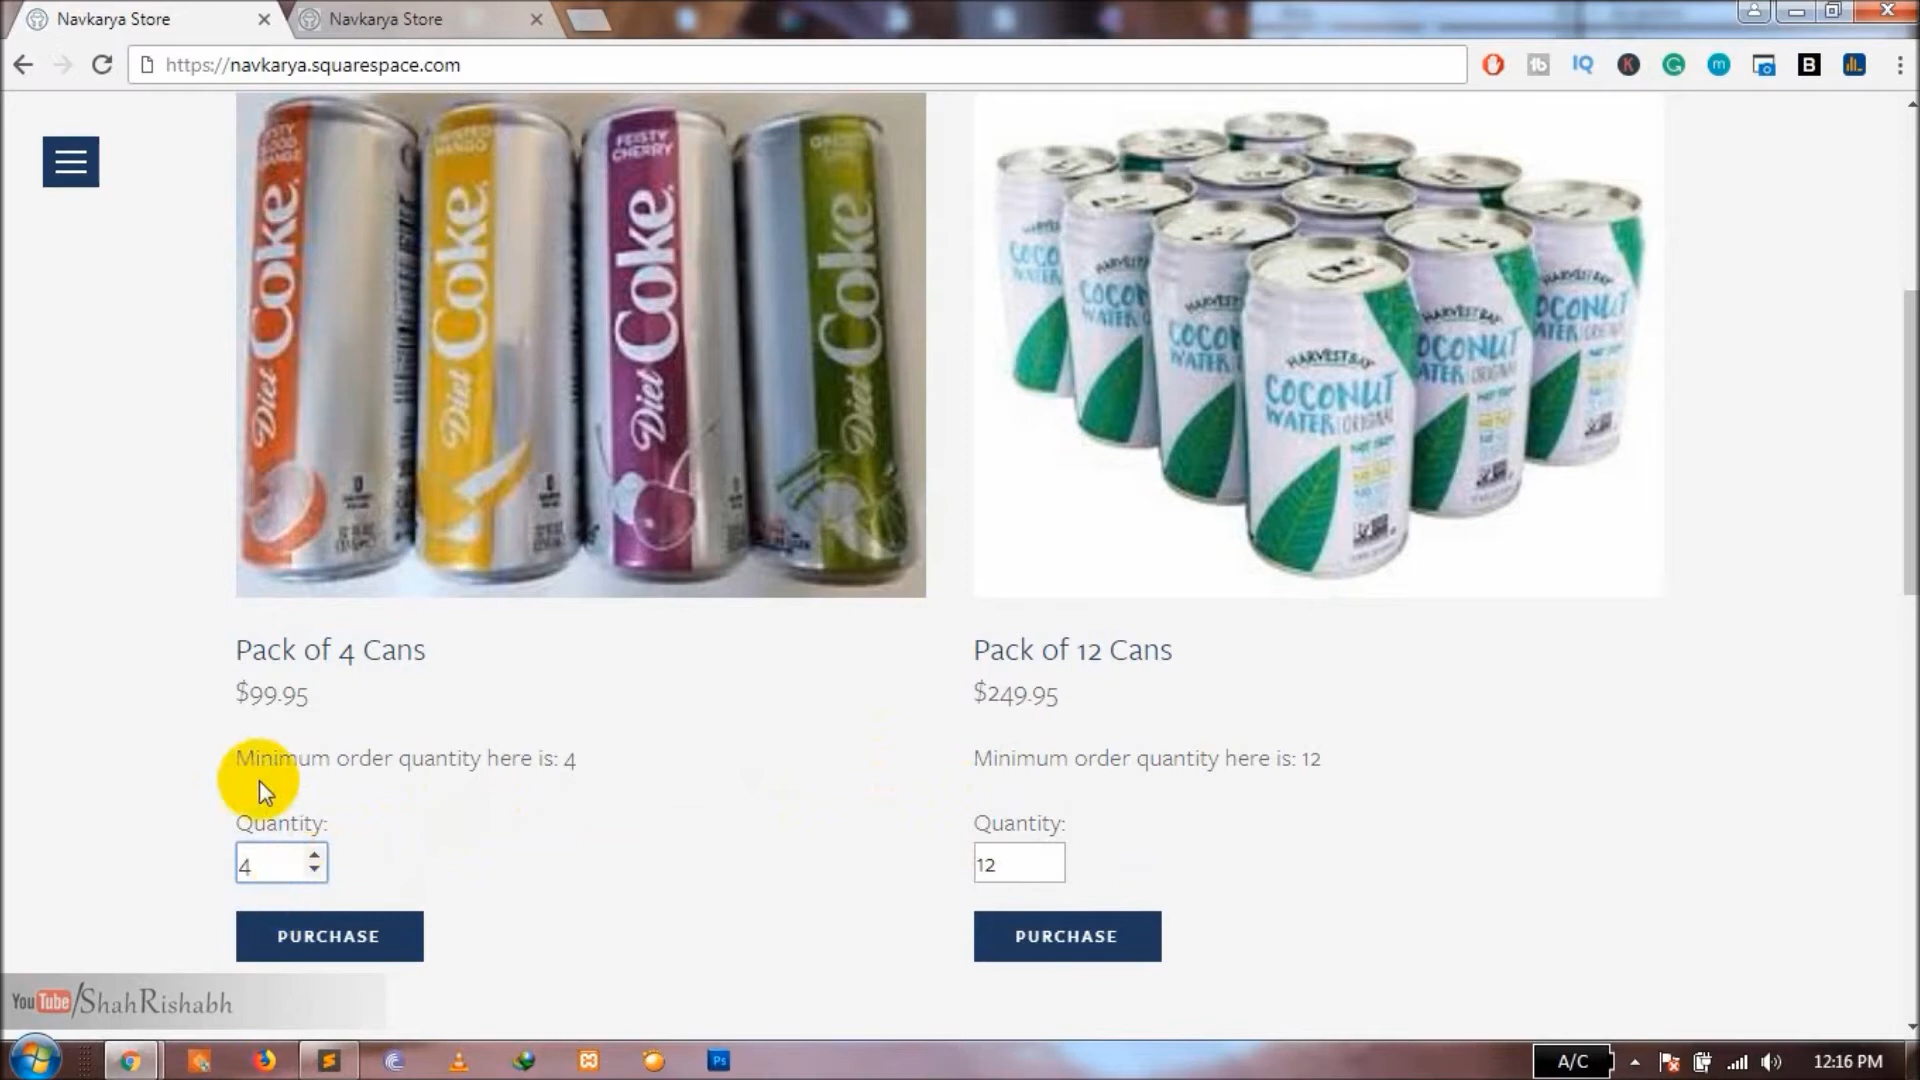 Navkarya Store
Navkarya Store
https://navkarya.squarespace.com
Diet Coke
Diet Coke
FEISTY
CHERRY
Diet Coke
Diet Coke
HARVEST BAY
COCONUT
WATER ORIGINAL
Pack of 4 Cans
$99.95
Minimum order quantity here is: 4
Quantity:
4
PURCHASE
Pack of 12 Cans
$249.95
Minimum order quantity here is: 12
Quantity:
12
PURCHASE
YouTube/ShahRishabh
A/C
12:16 PM